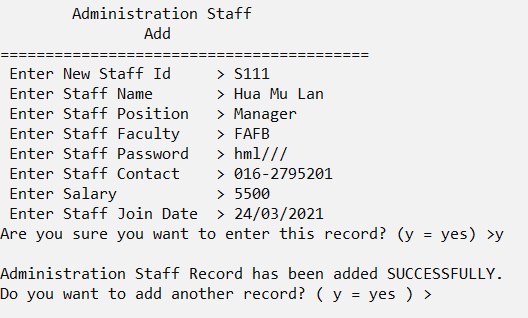 Administration Staff
Add
=========================================
Enter New Staff Id > S111
Enter Staff Name > Hua Mu Lan
Enter Staff Position > Manager
Enter Staff Faculty > FAFB
Enter Staff Password > hml///
Enter Staff Contact > 016-2795201
Enter Salary > 5500
Enter Staff Join Date > 24/03/2021
Are you sure you want to enter this record? (y = yes) >y
Administration Staff Record has been added SUCCESSFULLY.
Do you want to add another record? ( y = yes ) >